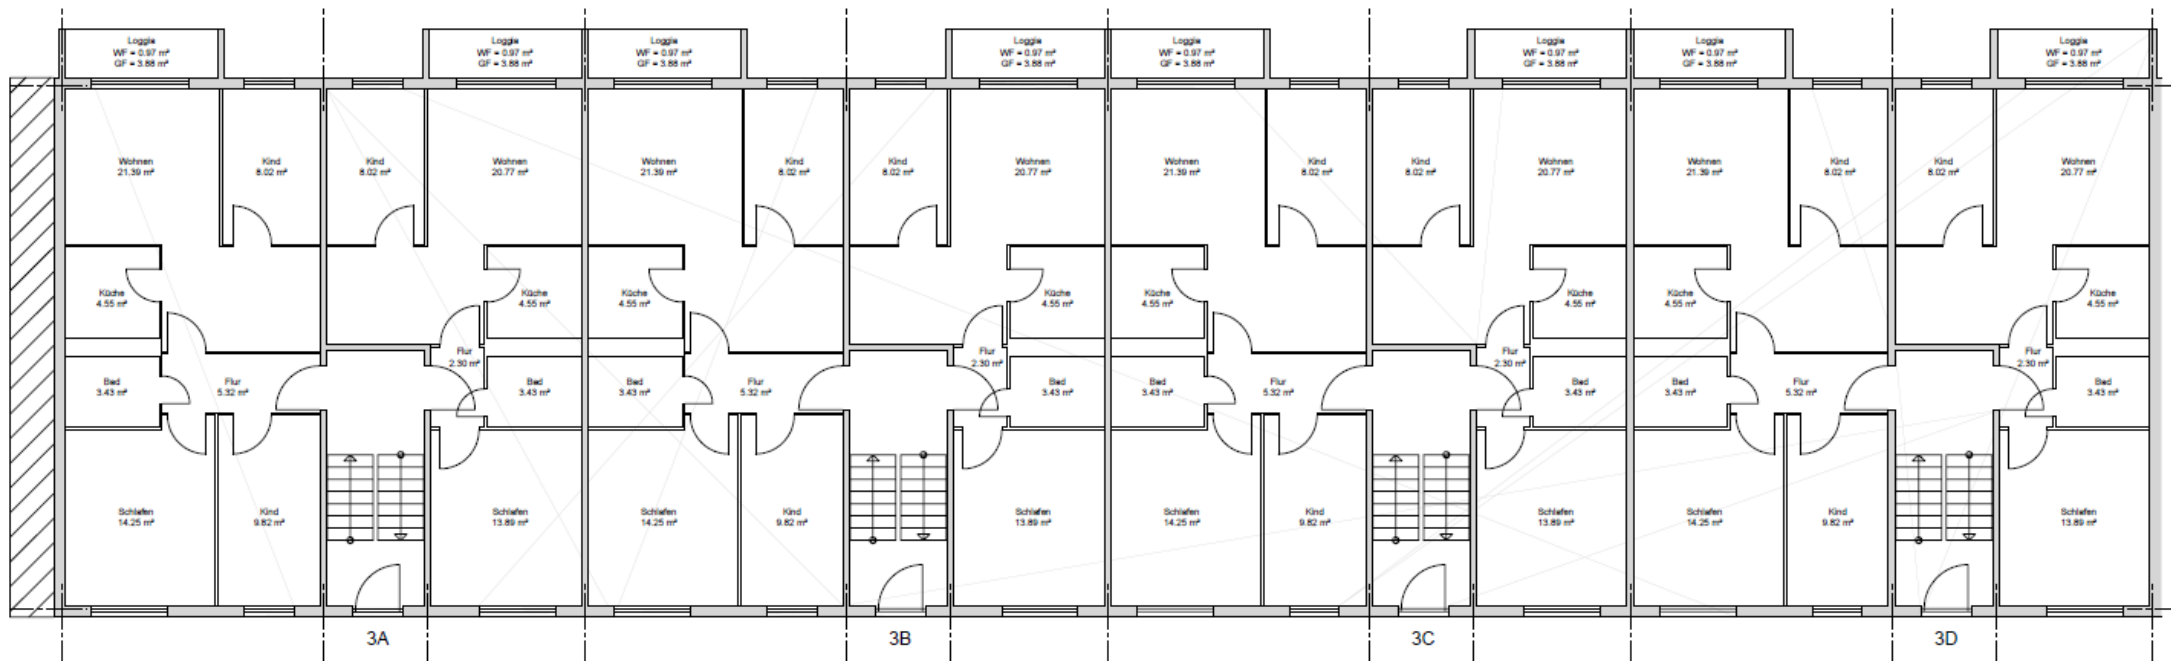 Loggia
WF = 0.97 m²
GF = 3.88 m²
Loggia
WF = 0.97 m²
GF = 3.88 m²
Loggia
WF = 0.97 m²
GF = 3.88 m²
Loggia
WF = 0.97 m²
GF = 3.88 m²
Loggia
WF = 0.97 m²
GF = 3.88 m²
Loggia
WF = 0.97 m²
GF = 3.88 m²
Loggia
WF = 0.97 m²
GF = 3.88 m²
Loggia
WF = 0.97 m²
GF = 3.88 m²
Wohnen
21.39 m²
Kind
8.02 m²
Kind
8.02 m²
Wohnen
20.77 m²
Wohnen
21.39 m²
Kind
8.02 m²
Kind
8.02 m²
Wohnen
20.77 m²
Wohnen
21.39 m²
Kind
8.02 m²
Kind
8.02 m²
Wohnen
20.77 m²
Wohnen
21.39 m²
Kind
8.02 m²
Kind
8.02 m²
Wohnen
20.77 m²
Küche
4.55 m²
Küche
4.55 m²
Küche
4.55 m²
Küche
4.55 m²
Küche
4.55 m²
Küche
4.55 m²
Küche
4.55 m²
Küche
4.55 m²
Flur
2.30 m²
Flur
2.30 m²
Flur
2.30 m²
Flur
2.30 m²
Bad
3.43 m²
Flur
5.32 m²
Bad
3.43 m²
Bad
3.43 m²
Flur
5.32 m²
Bad
3.43 m²
Bad
3.43 m²
Flur
5.32 m²
Bad
3.43 m²
Bad
3.43 m²
Flur
5.32 m²
Bad
3.43 m²
Schlafen
14.25 m²
Kind
9.82 m²
Schlafen
13.89 m²
Schlafen
14.25 m²
Kind
9.82 m²
Schlafen
13.89 m²
Schlafen
14.25 m²
Kind
9.82 m²
Schlafen
13.89 m²
Schlafen
14.25 m²
Kind
9.82 m²
Schlafen
13.89 m²
3A
3B
3C
3D